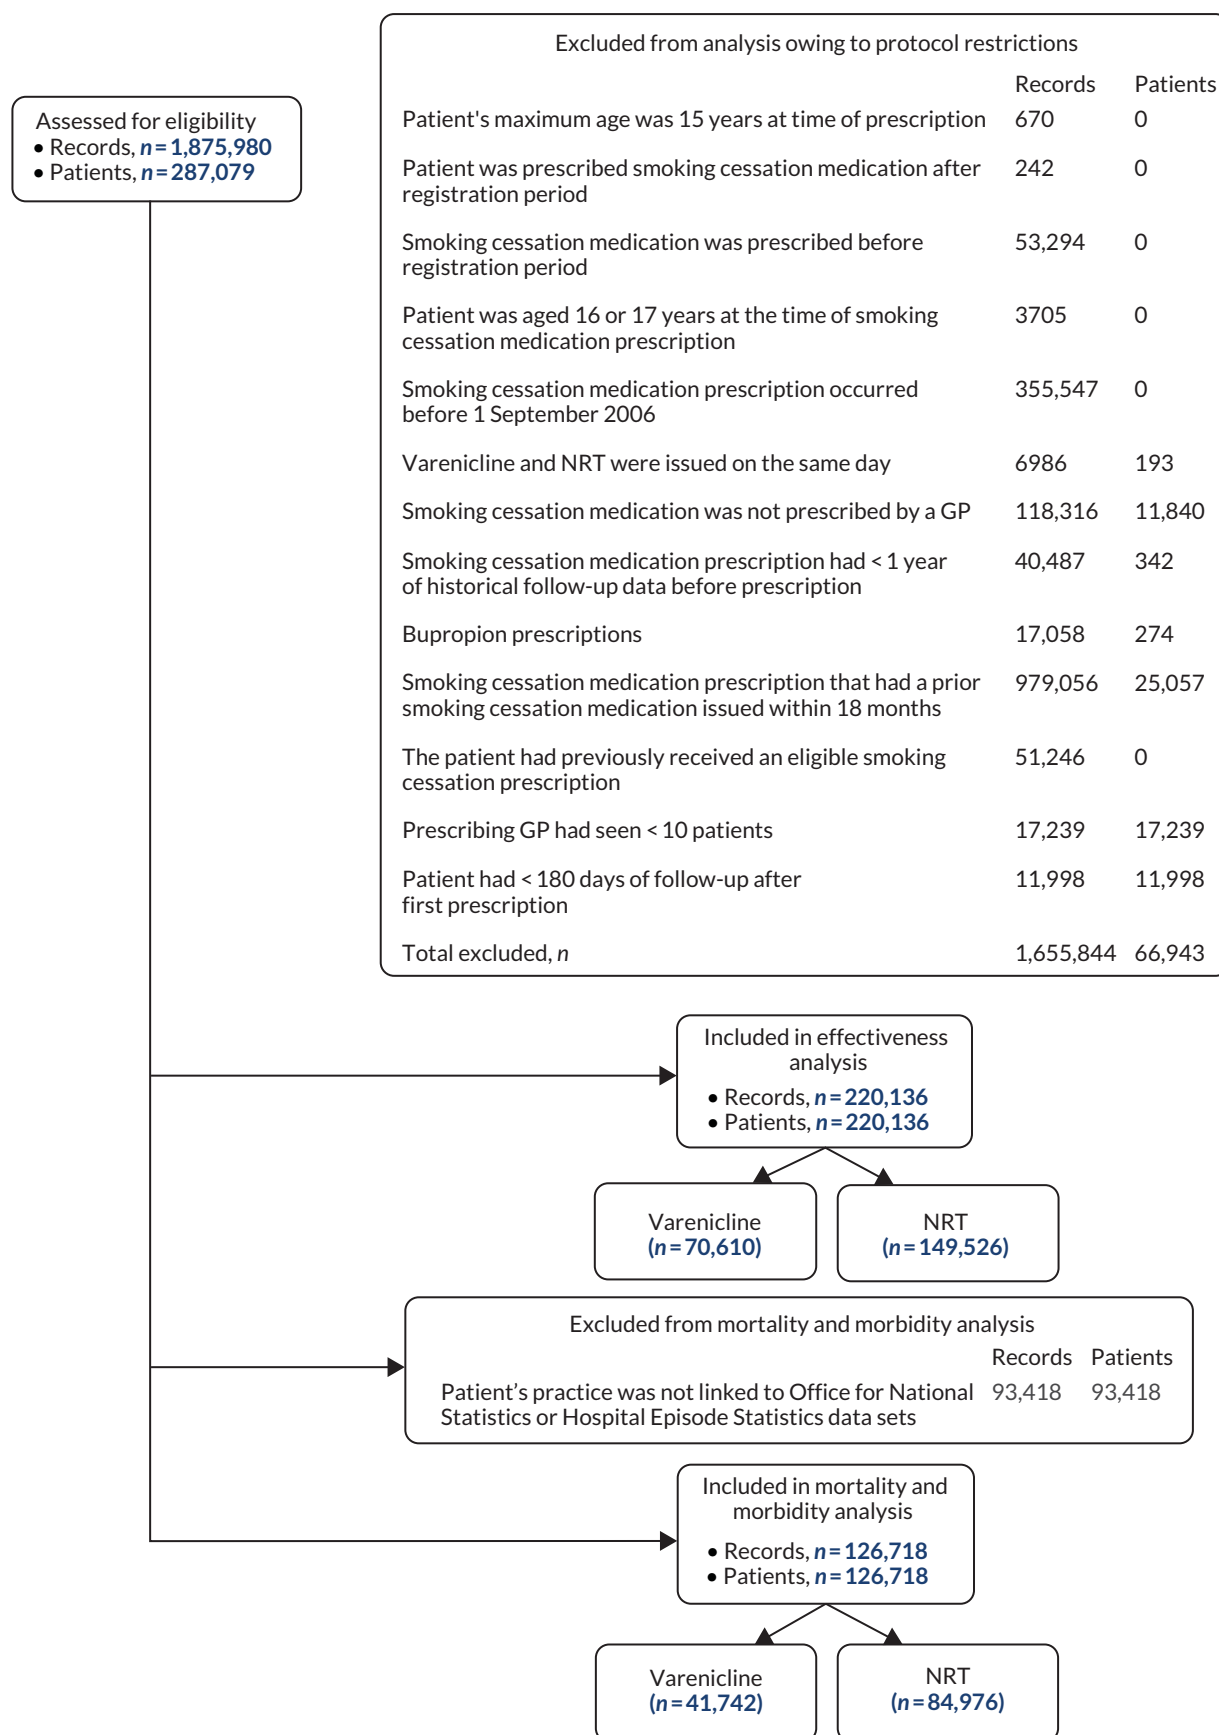 Excluded from analysis owing to protocol restrictions
Records Patients
Assessed for eligibility
• Records, n = 1,875,980
• Patients, n = 287,079
Patient's maximum age was 15 years at time of prescription 670 0
Patient was prescribed smoking cessation medication after 242 0
registration period
Smoking cessation medication was prescribed before 53,294 0
registration period
Patient was aged 16 or 17 years at the time of smoking 3705 0
cessation medication prescription
Smoking cessation medication prescription occurred 355,547 0
before 1 September 2006
Varenicline and NRT were issued on the same day 6986 193
Smoking cessation medication was not prescribed by a GP 118,316 11,840
Smoking cessation medication prescription had < 1 year 40,487 342
of historical follow-up data before prescription
Bupropion prescriptions 17,058 274
Smoking cessation medication prescription that had a prior 979,056 25,057
smoking cessation medication issued within 18 months
The patient had previously received an eligible smoking 51,246 0
cessation prescription
Prescribing GP had seen < 10 patients 17,239 17,239
Patient had < 180 days of follow-up after 11,998 11,998
first prescription
Total excluded, n 1,655,844 66,943
Included in effectiveness
analysis
• Records, n = 220,136
• Patients, n = 220,136
Varenicline
(n = 70,610)
NRT
(n = 149,526)
Excluded from mortality and morbidity analysis
Records Patients
Patient’s practice was not linked to Office for National 93,418 93,418
Statistics or Hospital Episode Statistics data sets
Included in mortality and
morbidity analysis
• Records, n = 126,718
• Patients, n = 126,718
Varenicline
(n = 41,742)
NRT
(n = 84,976)